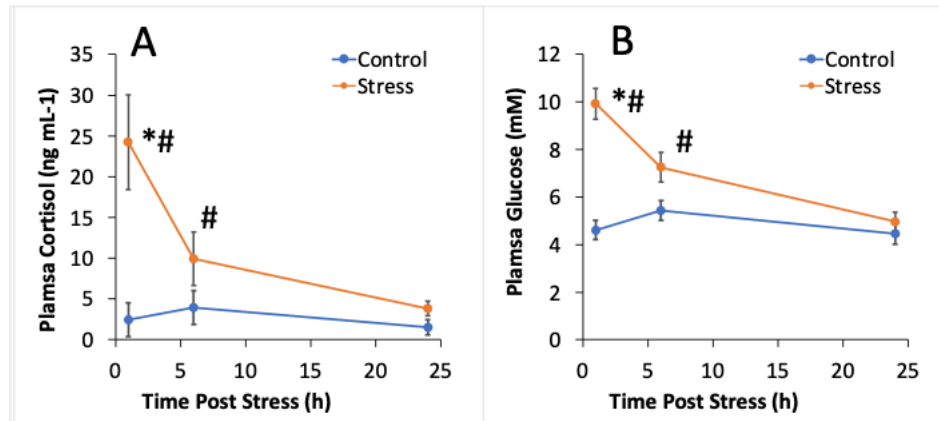 A
Control
Stress
*#
#
35
30
25
20
15
10
5
0
0 5 10 15 20 25
Plamsa Cortisol (ng mL-1)
Time Post Stress (h)
B
Control
Stress
*#
#
12
10
8
6
4
2
0
0 5 10 15 20 25
Plamsa Glucose (mM)
Time Post Stress (h)